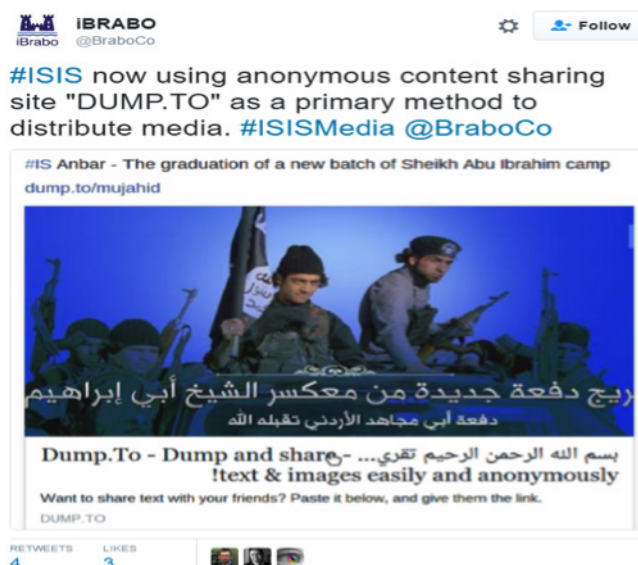 iBRABO
iBrabo
@BraboCo
Follow
#ISIS now using anonymous content sharing
site "DUMP.TO" as a primary method to
distribute media. #ISISMedia @BraboCo
#IS Anbar - The graduation of a new batch of Sheikh Abu Ibrahim camp
dump.to/mujahid
ريج دفعة جديدة من معكسر الشيخ أبي إبراهيم
دفعة أبي مجاهد الأردني تقبله الله
Dump.To - Dump and share - ...بسم الله الرحمن الرحيم تقري
!text & images easily and anonymously
Want to share text with your friends? Paste it below, and give them the link.
DUMP.TO
RETWEETS LIKES
4 3